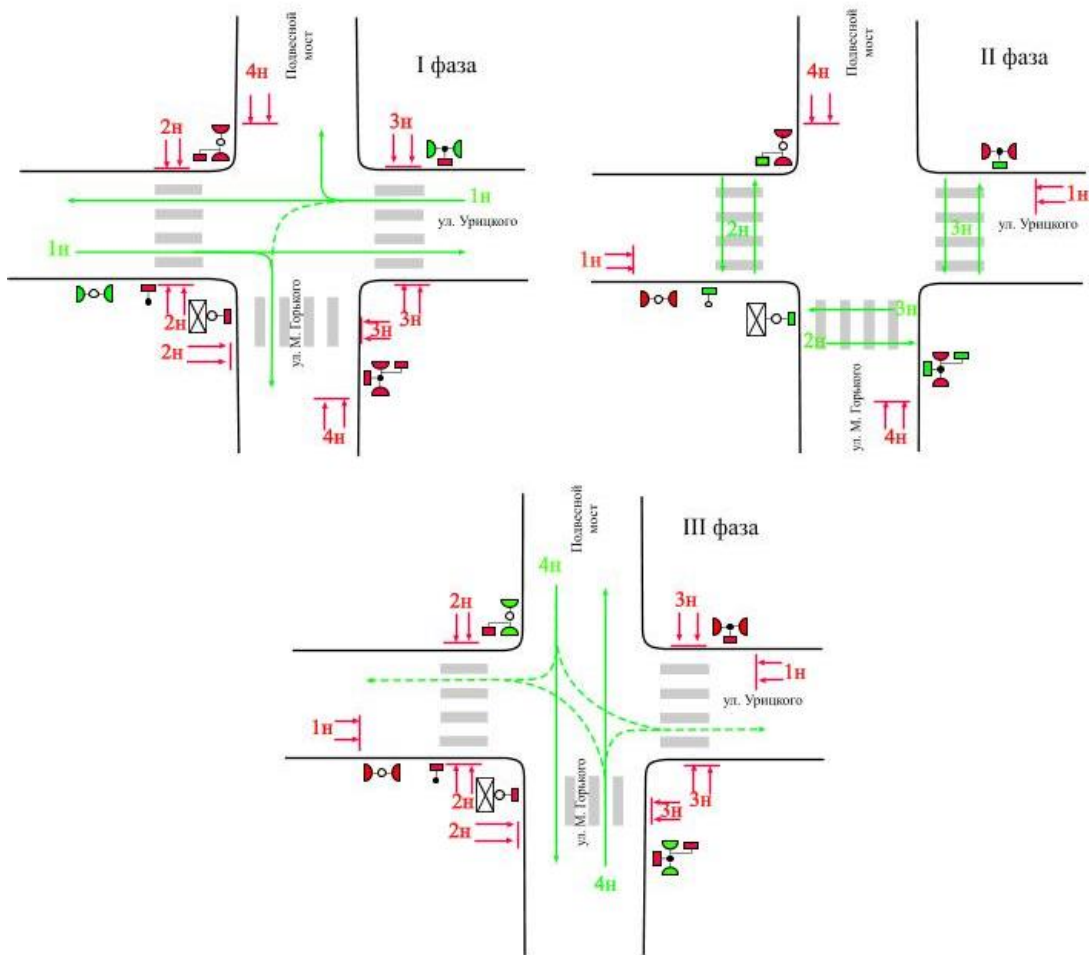 Подвесной
мост
I фаза
4н
2н
3н
1н
ул. Урицкого
1н
2н
2н
3н
3н
ул. М. Горького
4н
Подвесной
мост
II фаза
4н
1н
ул. Урицкого
2н
3н
1н
3н
2н
ул. М. Горького
4н
Подвесной
мост
III фаза
4н
2н
3н
1н
ул. Урицкого
1н
2н
3н
2н
3н
ул. М. Горького
4н